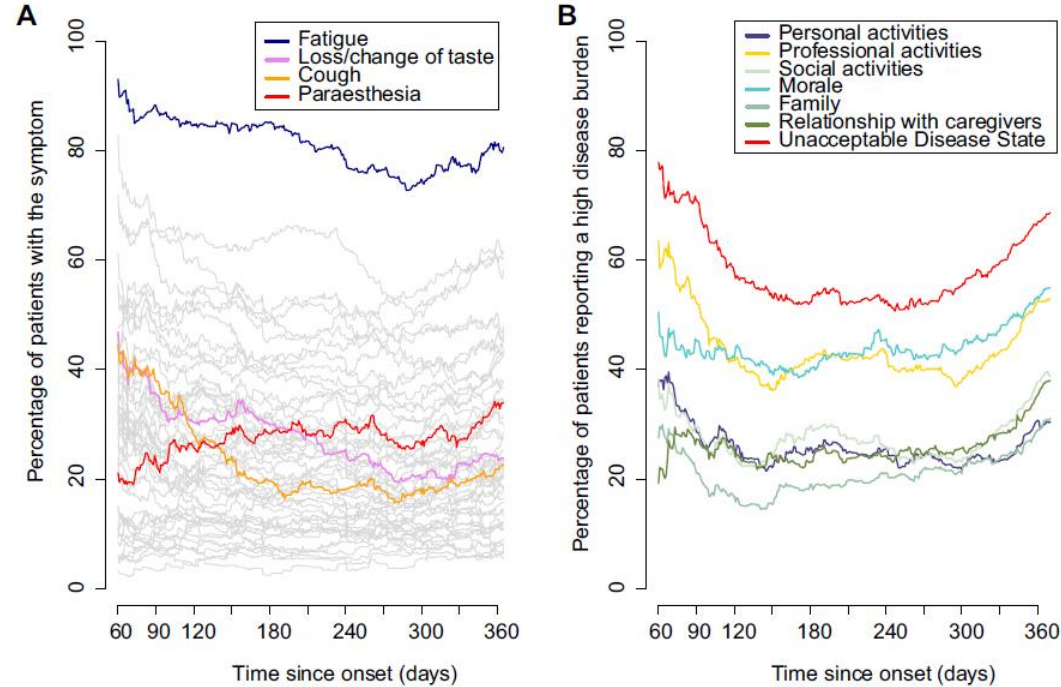 A
Percentage of patients with the symptom
100
80
60
40
20
0
Fatigue
Loss/change of taste
Cough
Paraesthesia
60 90 120 180 240 300 360
Time since onset (days)
B
Percentage of patients reporting a high disease burden
100
80
60
40
20
0
Personal activities
Professional activities
Social activities
Morale
Family
Relationship with caregivers
Unacceptable Disease State
60 90 120 180 240 300 360
Time since onset (days)